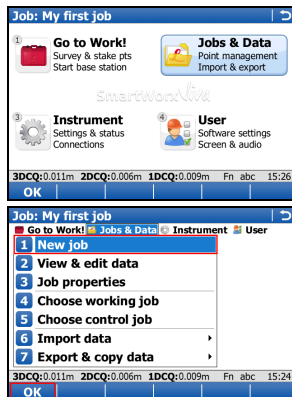 Job: My first job
1 Go to Work! Jobs & Data
Survey & stake pts Point management
Start base station Import & export
SmartWorx Viva
3 Instrument 4 User
Settings & status Software settings
Connections Screen & audio
3DCQ:0.011m 2DCQ:0.006m 1DCQ:0.009m Fn abc 15:26
OK
Job: My first job
Go to Work! Jobs & Data Instrument User
1 New job
2 View & edit data
3 Job properties
4 Choose working job
5 Choose control job
6 Import data
7 Export & copy data
3DCQ:0.011m 2DCQ:0.006m 1DCQ:0.009m Fn abc 15:24
OK